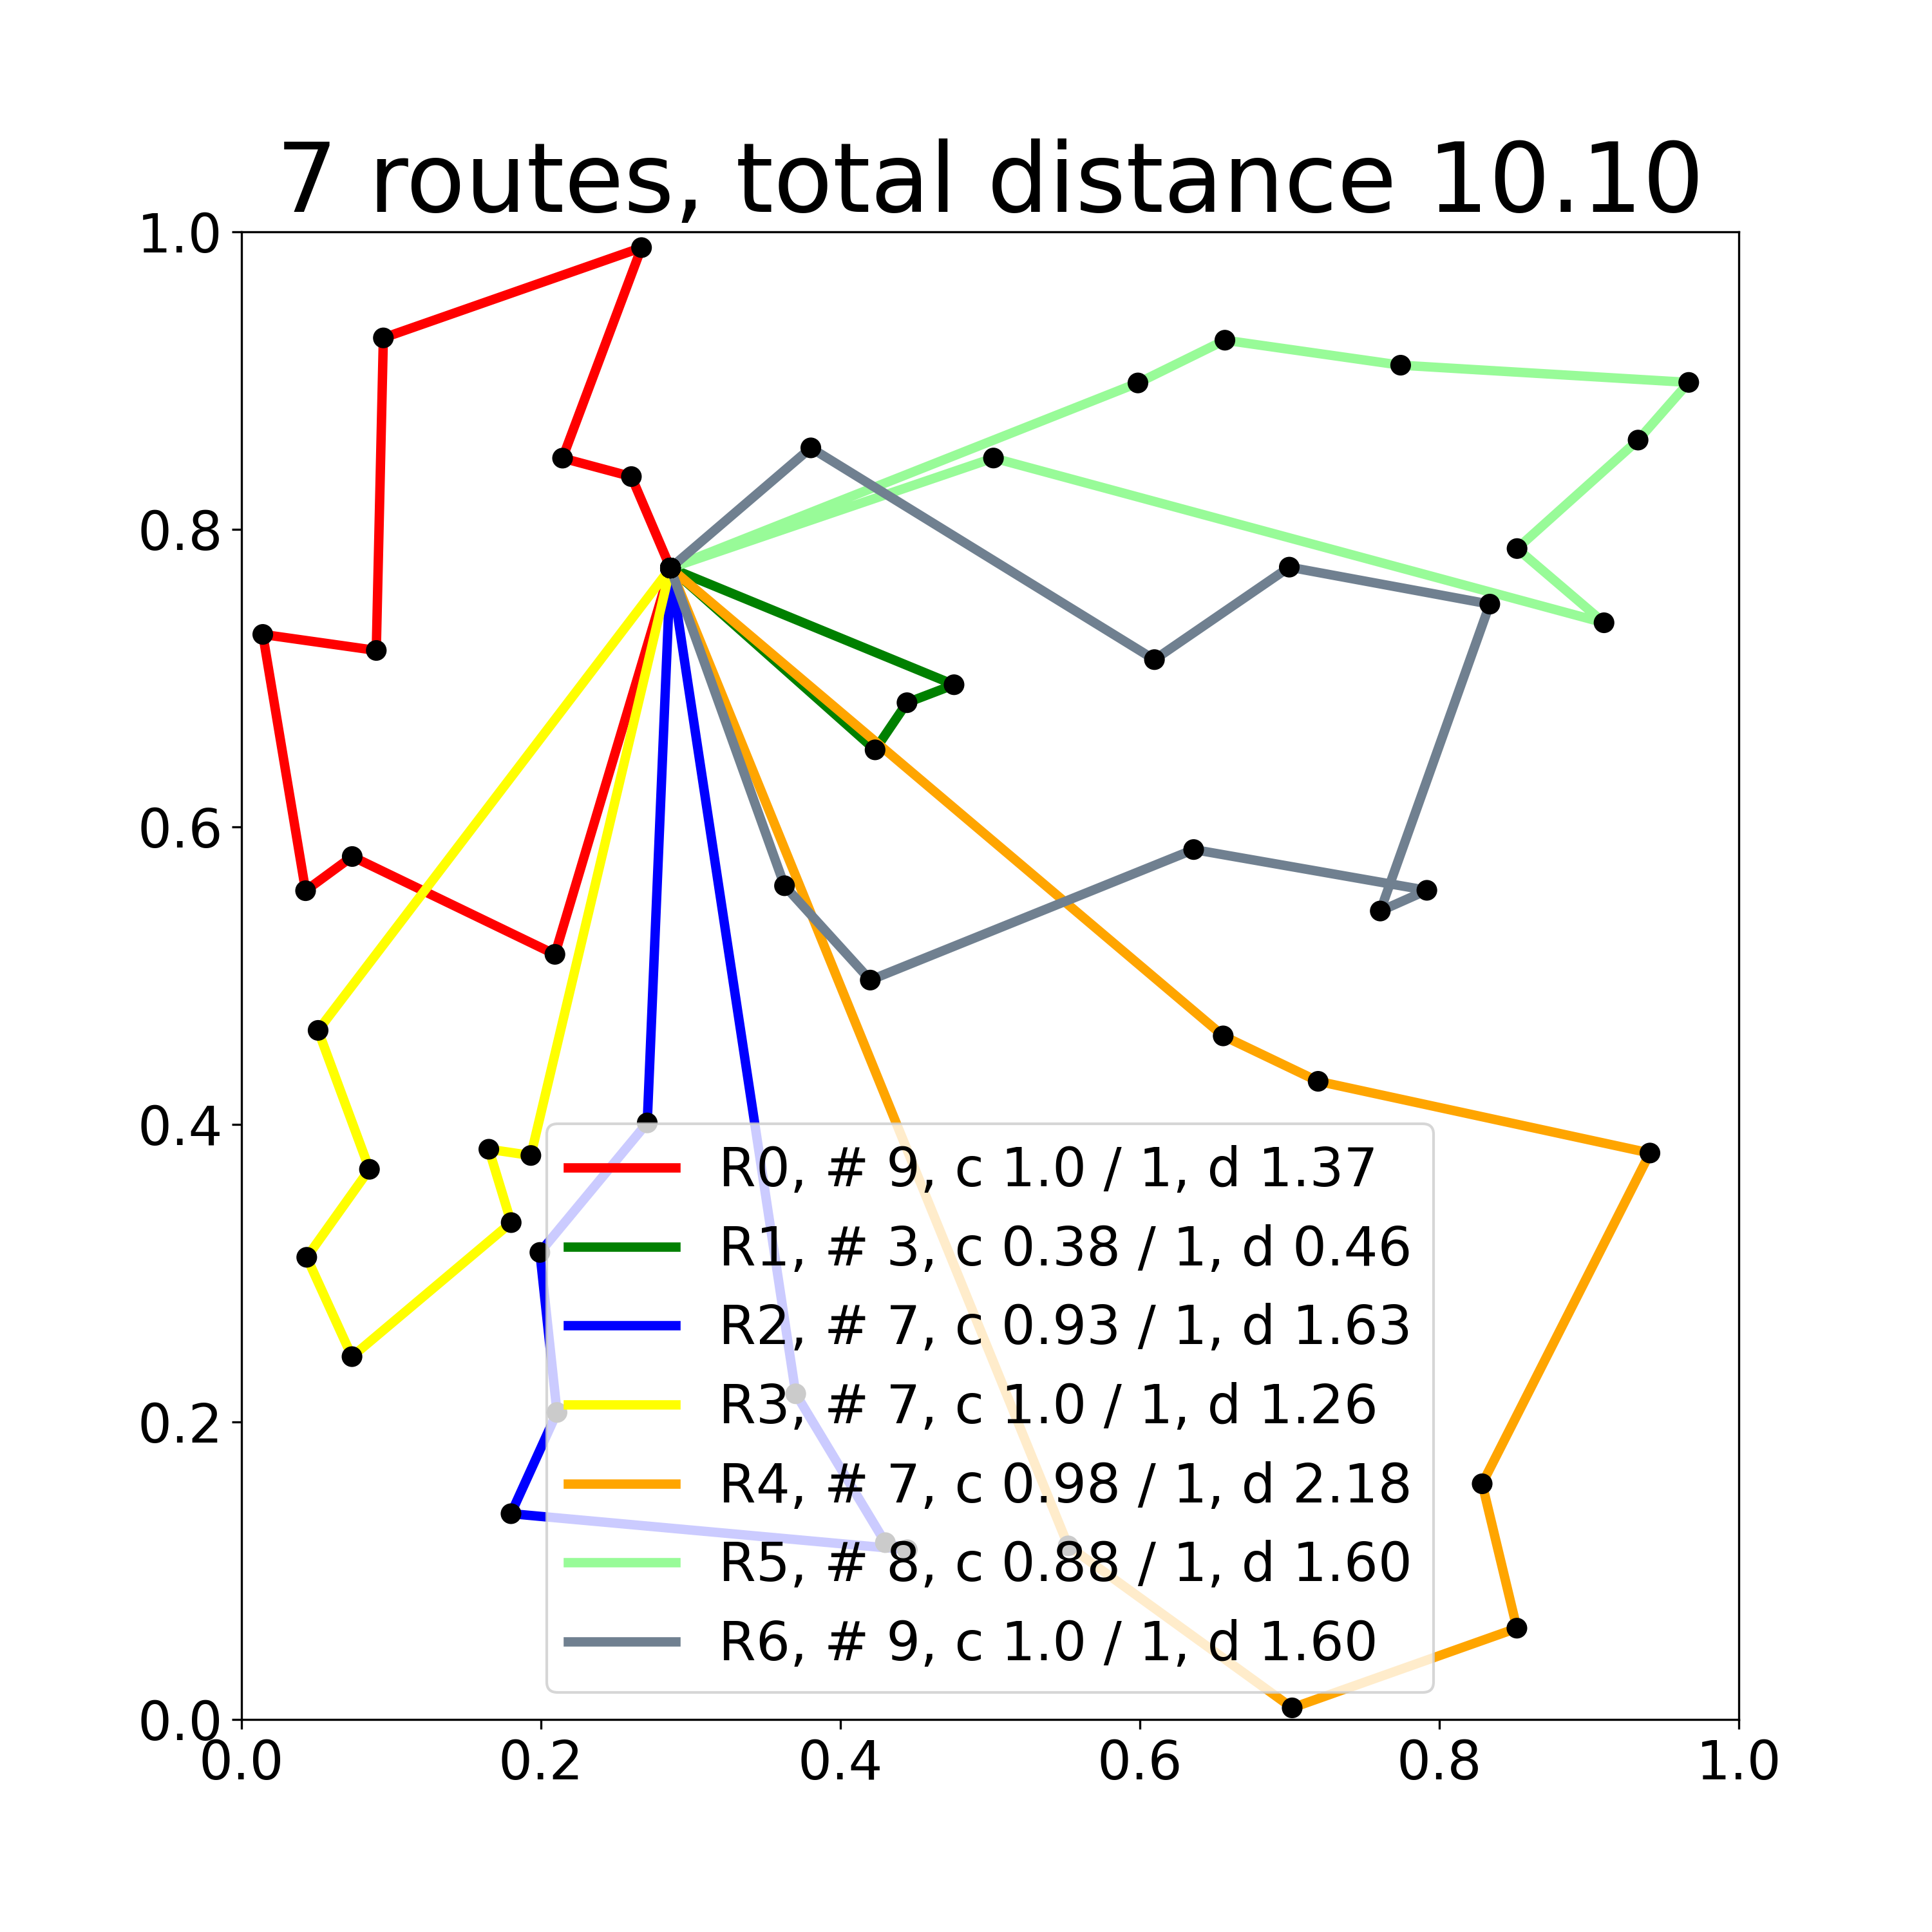 7 routes, total distance 10.10
1.0
0.8
0.6
0.4
0.2
0.0
R0, # 9, c 1.0 / 1, d 1.37
R1, # 3, c 0.38 / 1, d 0.46
R2, # 7, c 0.93 / 1, d 1.63
R3, # 7, c 1.0 / 1, d 1.26
R4, # 7, c 0.98 / 1, d 2.18
R5, # 8, c 0.88 / 1, d 1.60
R6, # 9, c 1.0 / 1, d 1.60
0.0 0.2 0.4 0.6 0.8 1.0